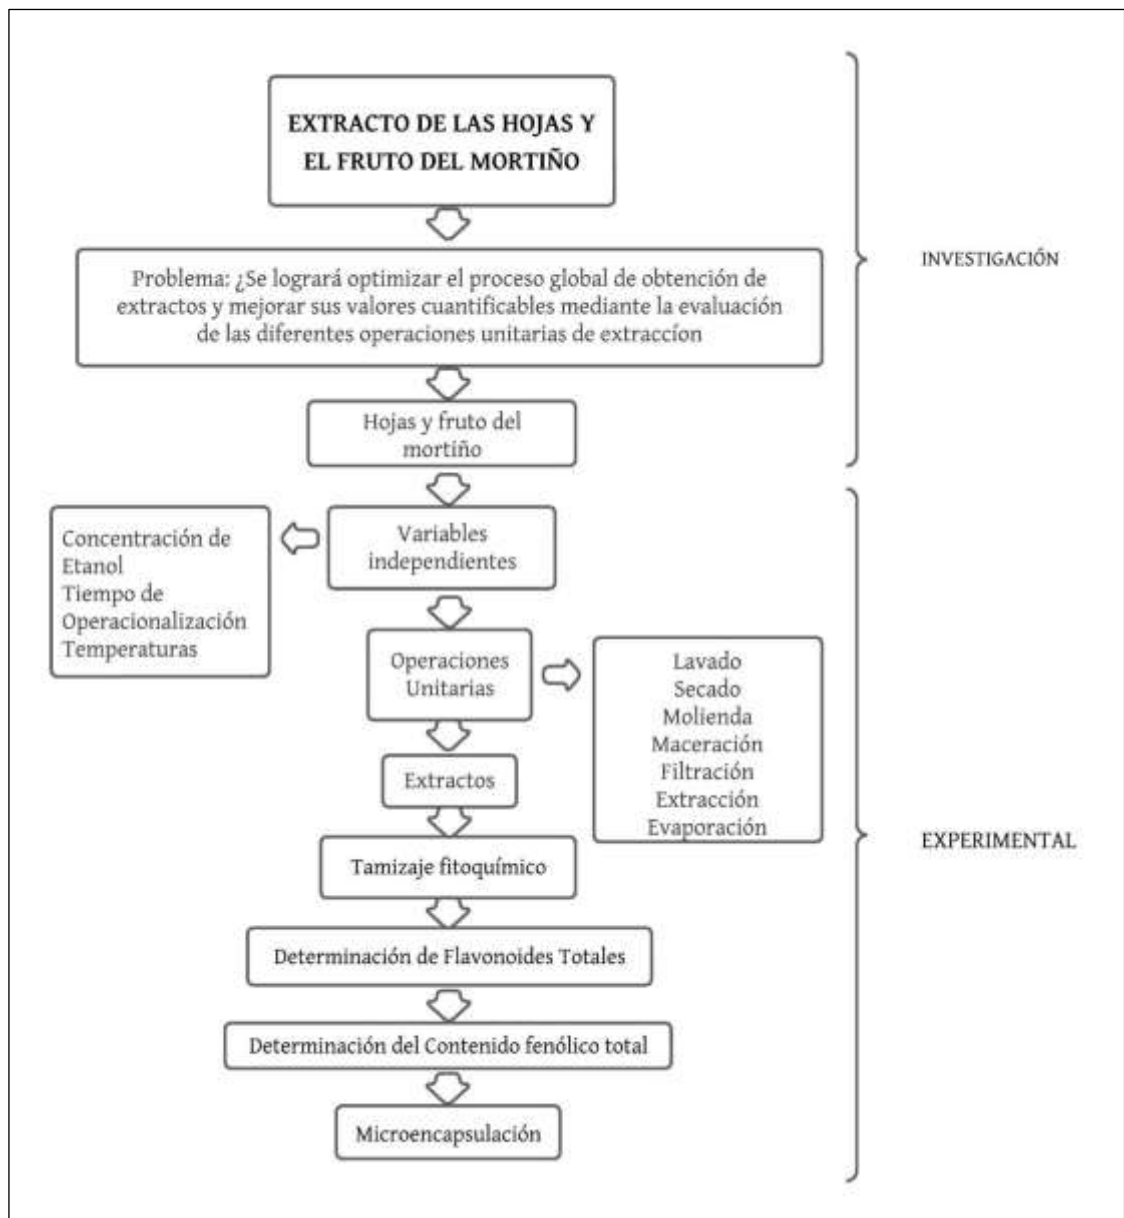 EXTRACTO DE LAS HOJAS Y
EL FRUTO DEL MORTIÑO
Problema: ¿Se logrará optimizar el proceso global de obtención de
extractos y mejorar sus valores cuantificables mediante la evaluación
de las diferentes operaciones unitarias de extraccíon
INVESTIGACIÓN
Hojas y fruto del
mortiño
Variables
independientes
Concentración de
Etanol
Tiempo de
Operacionalización
Temperaturas
Operaciones
Unitarias
Lavado
Secado
Molienda
Maceración
Filtración
Extracción
Evaporación
Extractos
EXPERIMENTAL
Tamizaje fitoquímico
Determinación de Flavonoides Totales
Determinación del Contenido fenólico total
Microencapsulación